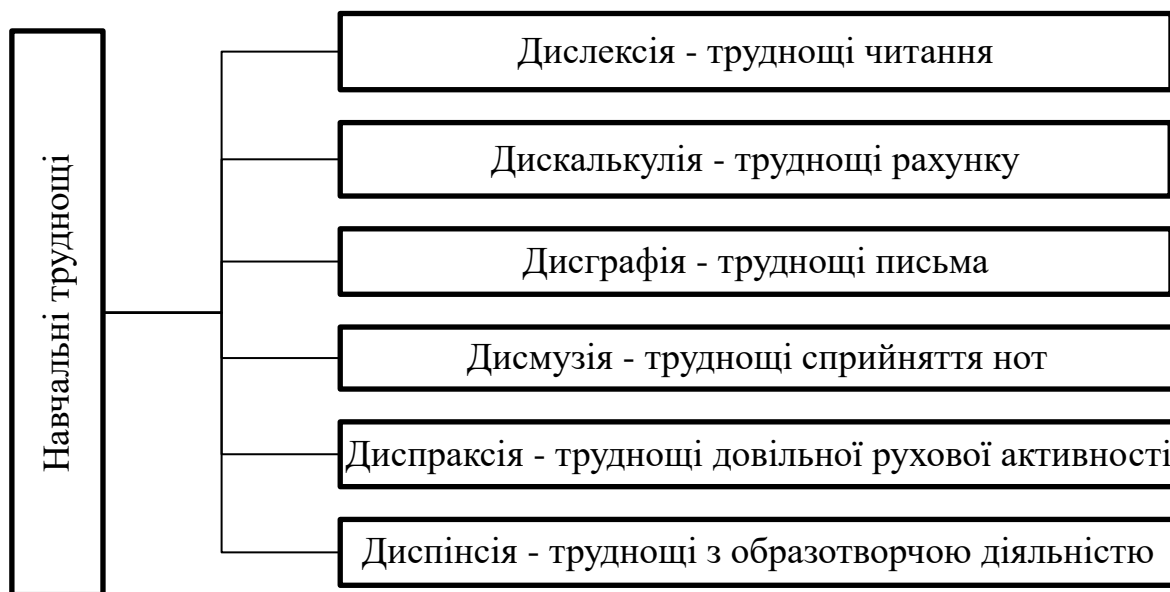 Навчальні труднощі
Дислексія - труднощі читання
Дискалькулія - труднощі рахунку
Дисграфія - труднощі письма
Дисмузія - труднощі сприйняття нот
Диспраксія - труднощі довільної рухової активності
Диспінсія - труднощі з образотворчою діяльністю